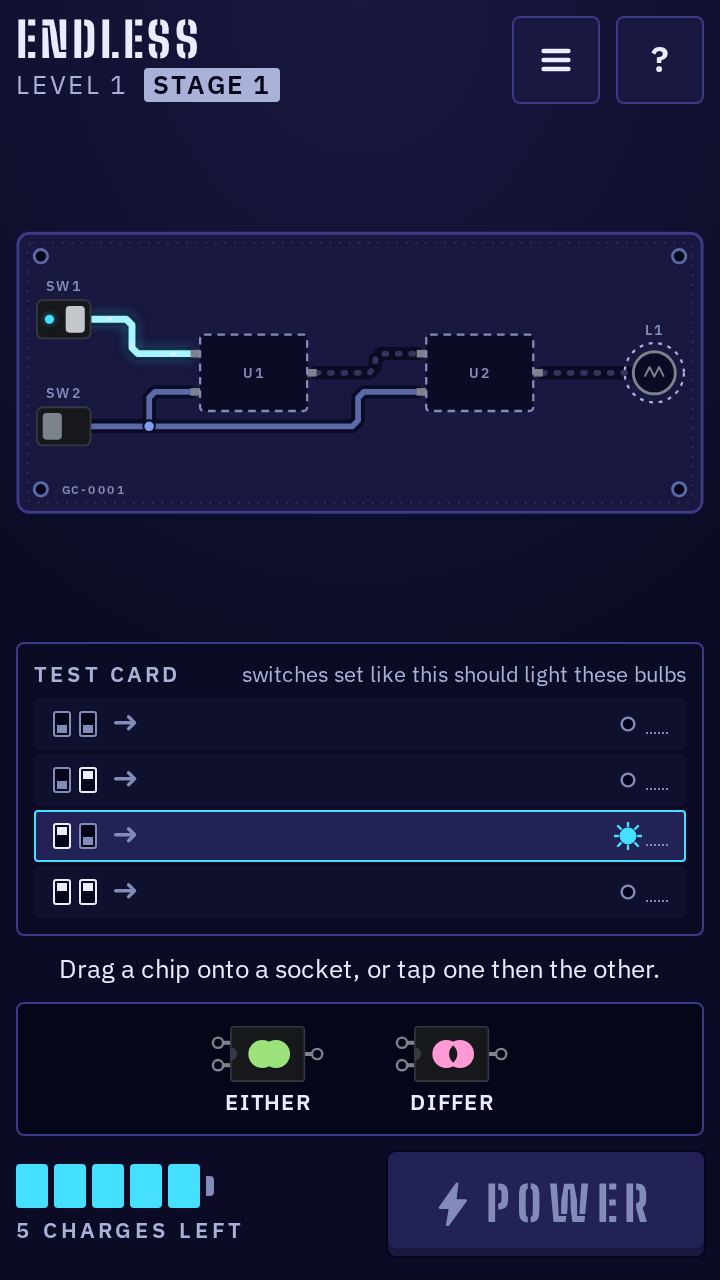 ENDLESS
LEVEL 1 STAGE 1
?
SW1
L1
U1 U2
SW2
GC-0001
TEST CARD switches set like this should light these bulbs
Drag a chip onto a socket, or tap one then the other.
EITHER DIFFER
5 CHARGES LEFT
POWER